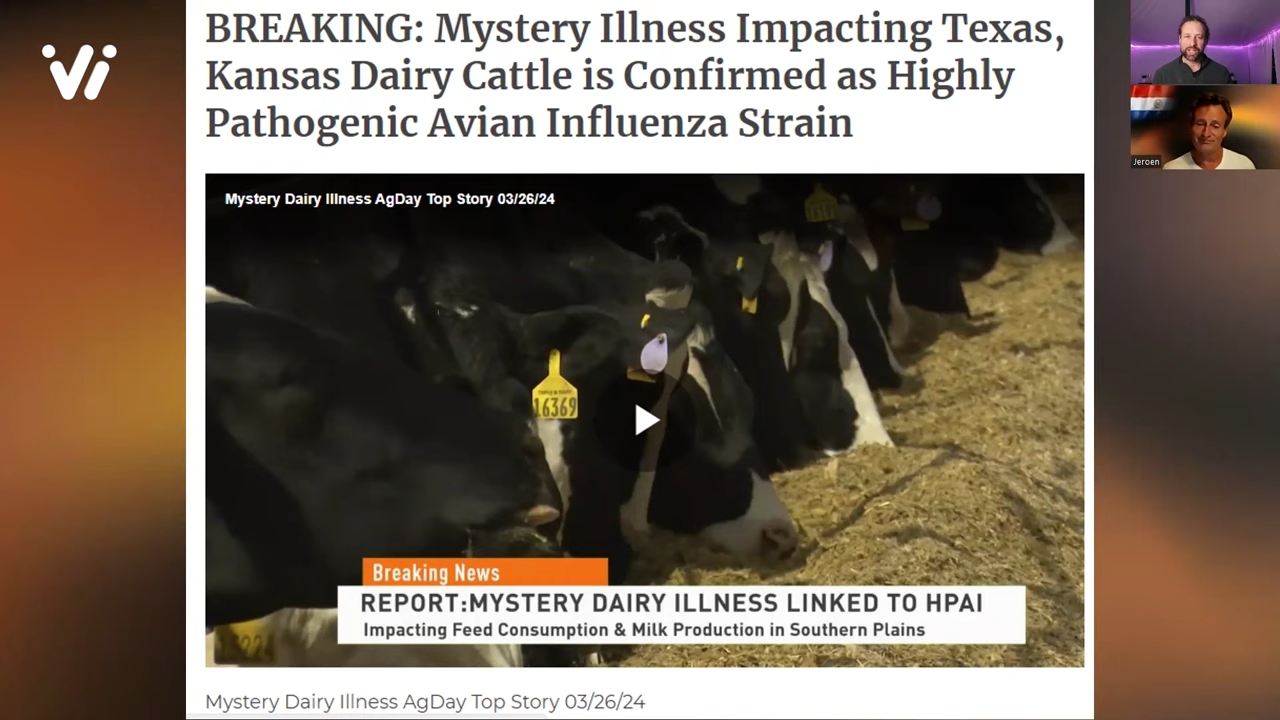 BREAKING: Mystery Illness Impacting Texas,
Kansas Dairy Cattle is Confirmed as Highly
Pathogenic Avian Influenza Strain
Jeroen
Mystery Dairy Illness AgDay Top Story 03/26/24
16369
Breaking News
REPORT:MYSTERY DAIRY ILLNESS LINKED TO HPAI
Impacting Feed Consumption & Milk Production in Southern Plains
Mystery Dairy Illness AgDay Top Story 03/26/24